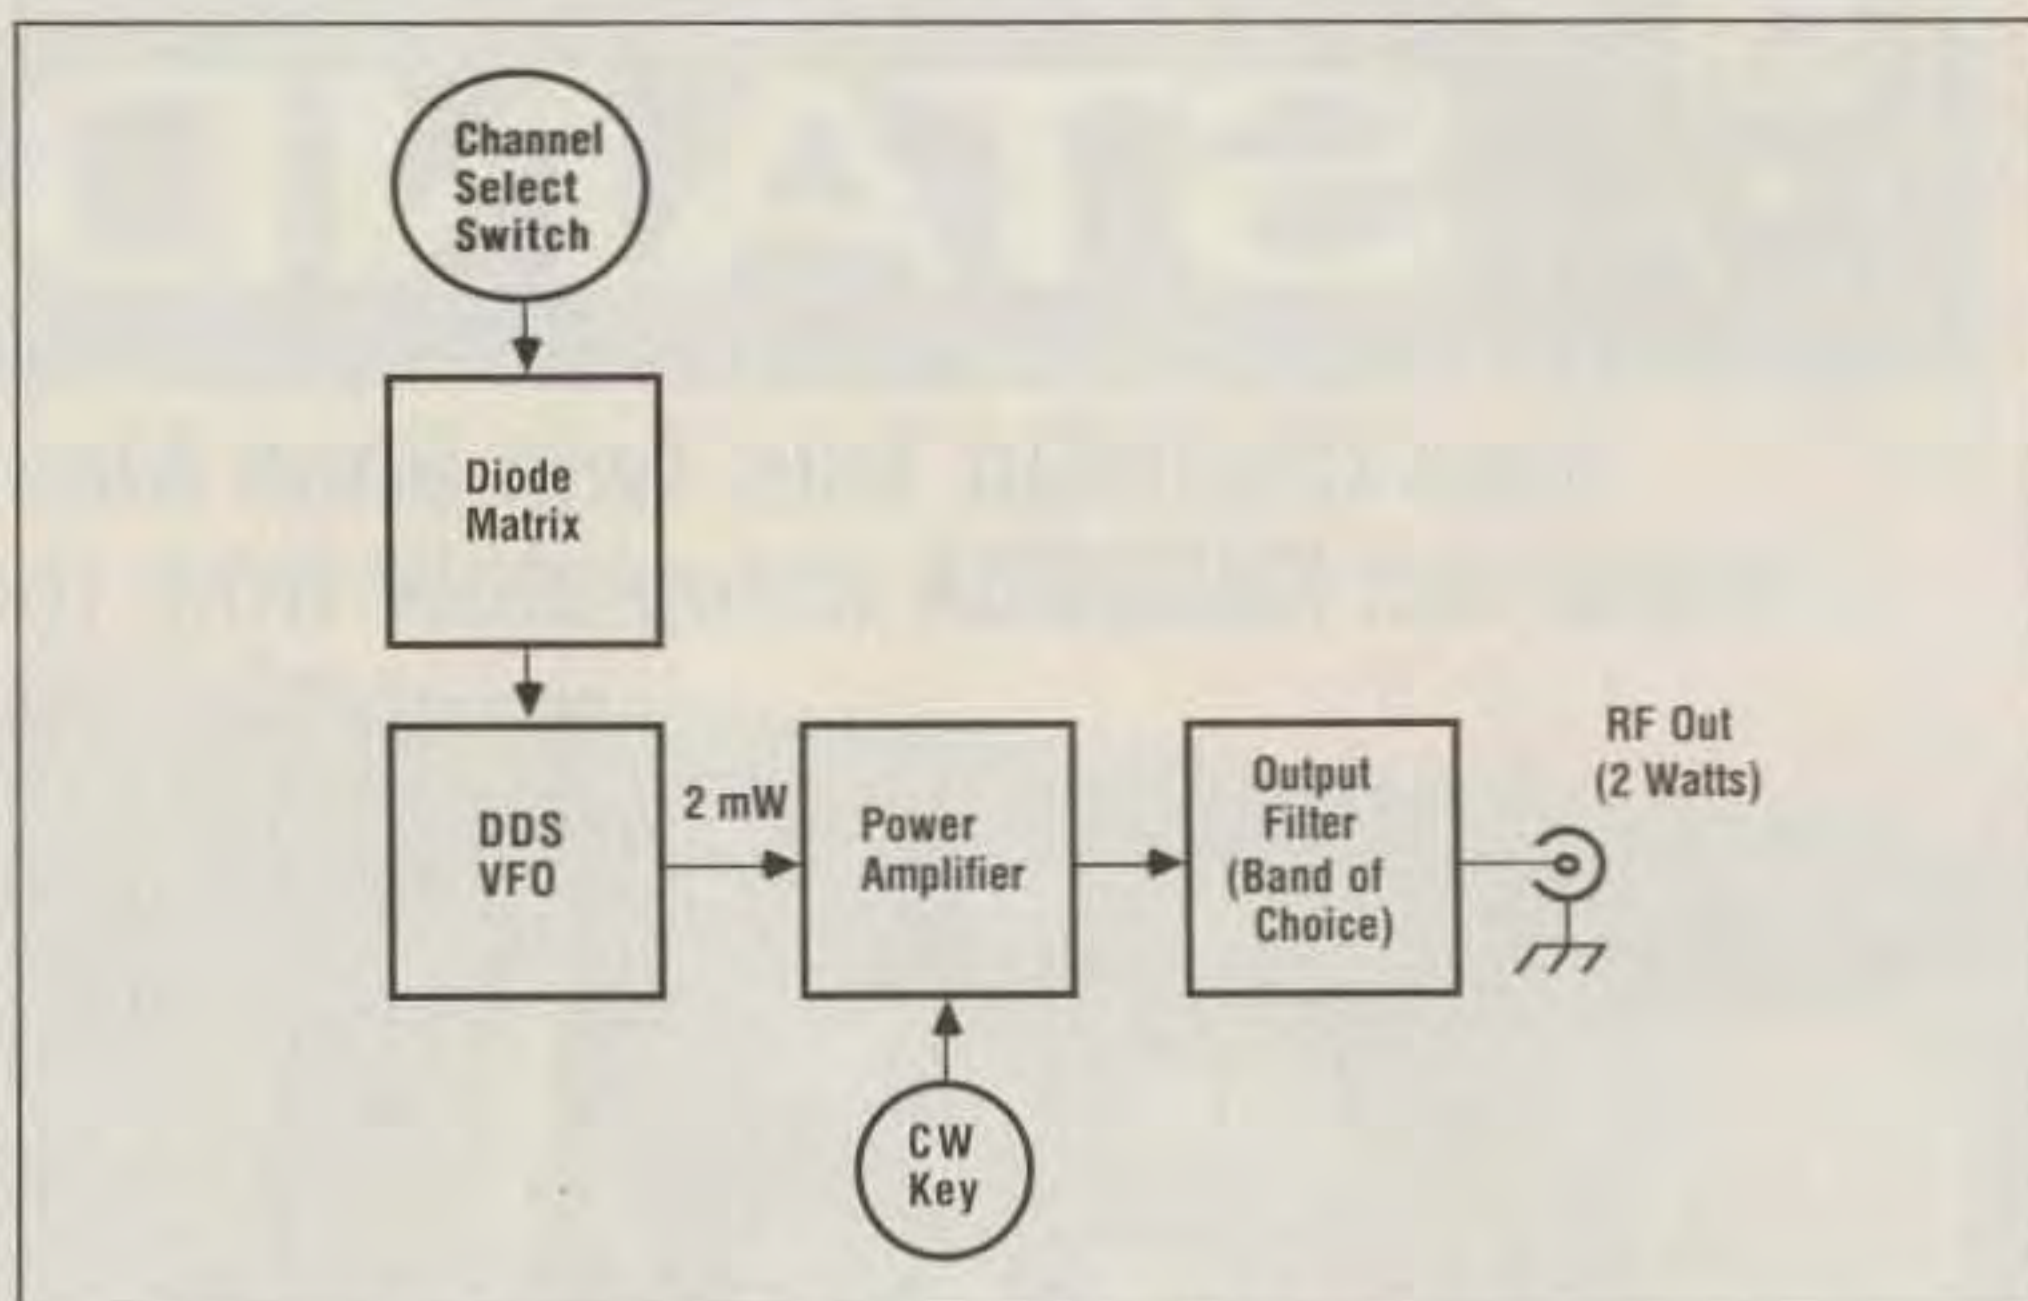 Channel
Select
Switch
Diode
Matrix
DDS
VFO
2 mW
Power
Amplifier
Output
Filter
(Band of
Choice)
RF Out
(2 Watts)
CW
Key